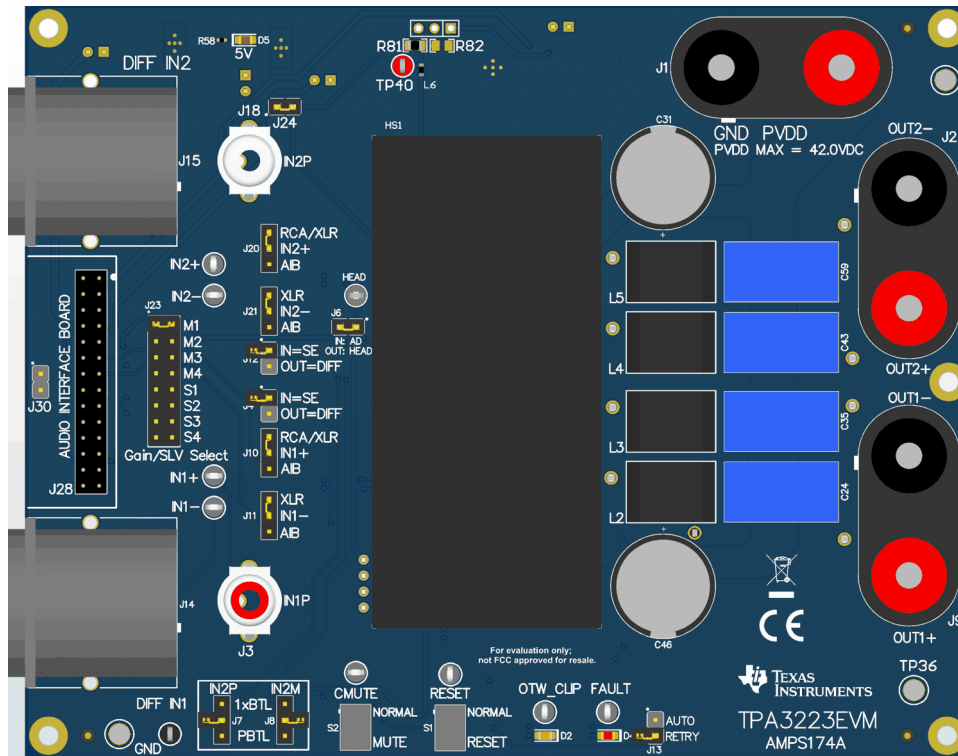 R58
D5
5V
R81
R82
TP40
L6
DIFF IN2
J18
J24
HS1
J15
IN2P
J1
GND PVDD
PVDD MAX = 42.0VDC
C31
OUT2-
J2
RCA/XLR
J20
IN2+
AIB
IN2+
IN2-
XLR
J21
IN2-
AIB
HEAD
J6
IN: AD
OUT: HEAD
+
L5
C59
J23
M1
M2
M3
M4
S1
S2
S3
S4
Gain/SLV Select
IN=SE
J12
OUT=DIFF
IN=SE
OUT=DIFF
L4
C43
OUT2+
J30
AUDIO INTERFACE BOARD
J28
OUT1-
RCA/XLR
J10
IN1+
AIB
L3
C35
IN1+
IN1-
XLR
J11
IN1-
AIB
L2
C24
+
J14
IN1P
J3
C46
J9
OUT1+
For evaluation only;
not FCC approved for resale.
TEXAS
INSTRUMENTS
TP36
TPA3223EVM
AMPS174A
DIFF IN1
GND
IN2P
IN2M
1xBTL
J7
J8
PBTL
CMUTE
NORMAL
S2
MUTE
RESET
NORMAL
S1
RESET
OTW_CLIP
FAULT
D2
D4
AUTO
RETRY
J13